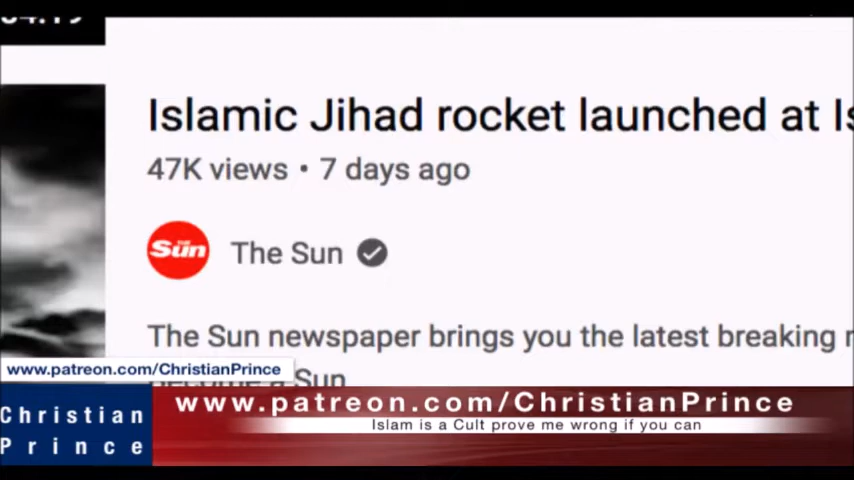 Islamic Jihad rocket launched at
47K views • 7 days ago
THE Sun
The Sun
The Sun newspaper brings you the latest breaking
www.patreon.com/ChristianPrince
Sun
Christian
Prince
www.patreon.com/ChristianPrince
Islam is a Cult prove me wrong if you can